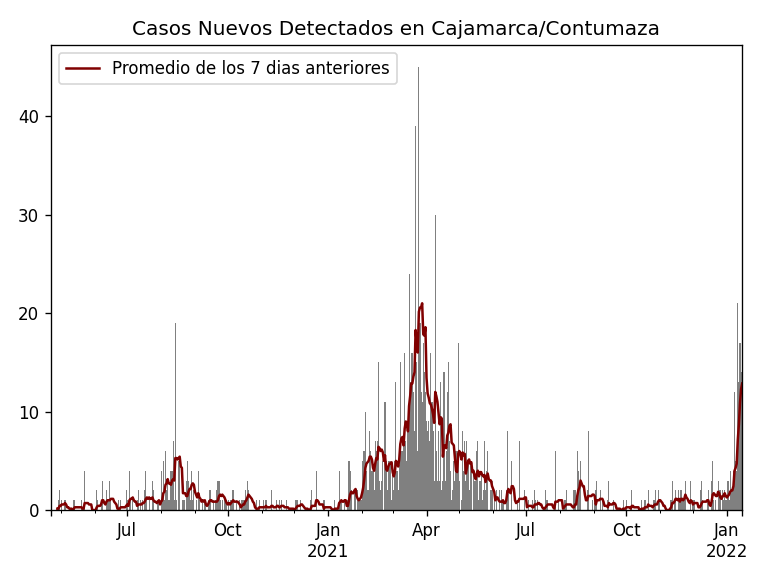 Casos Nuevos Detectados en Cajamarca/Contumaza
Promedio de los 7 dias anteriores
40
30
20
10
0
Jul Oct Jan Apr Jul Oct Jan
2021 2022